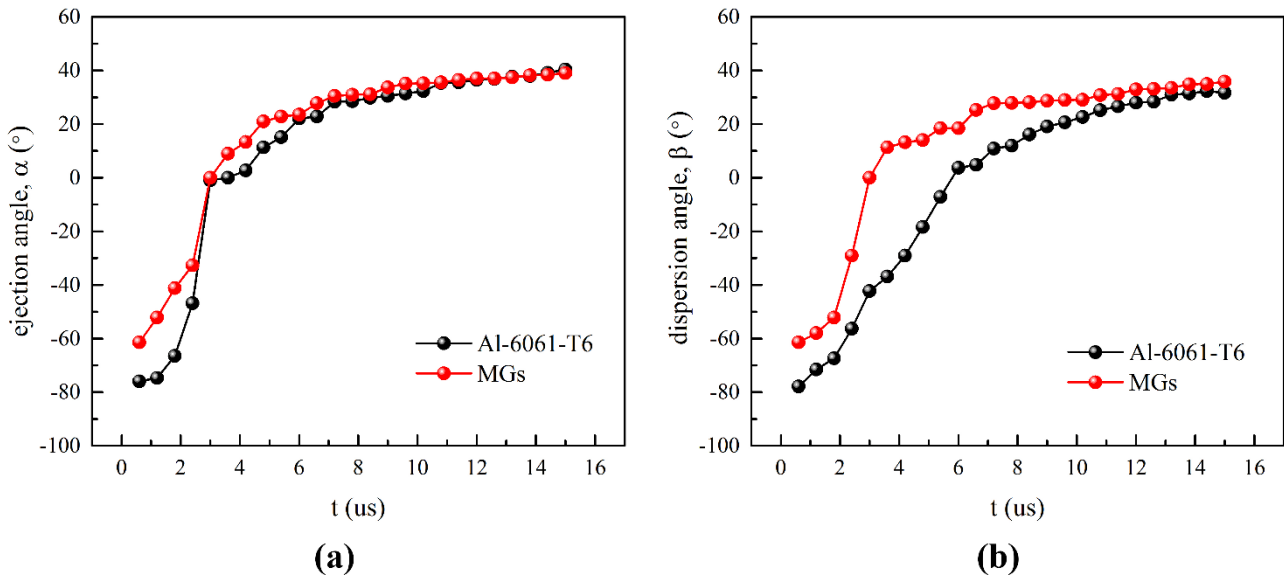 60
40
20
0
-20
-40
-60
-80
-100
ejection angle, α (°)
Al-6061-T6
MGs
0 2 4 6 8 10 12 14 16
t (us)
(a)
60
40
20
0
-20
-40
-60
-80
-100
dispersion angle, β (°)
Al-6061-T6
MGs
0 2 4 6 8 10 12 14 16
t (us)
(b)